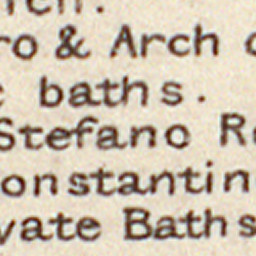 ro & Arch
baths.
Stefano R
onstantin
vate Baths